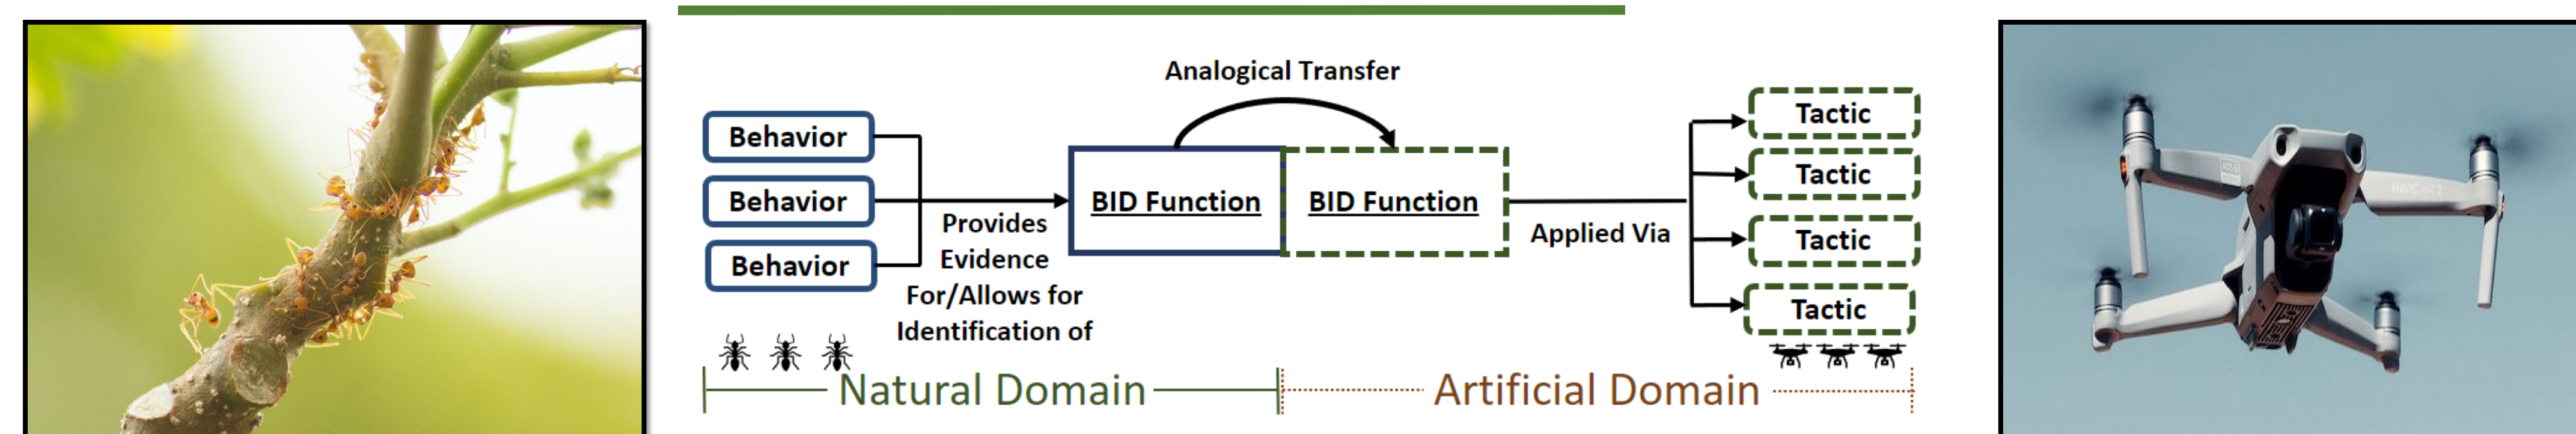 Analogical Transfer
Behavior
Behavior
Behavior
Provides
Evidence
For/Allows for
Identification of
BID Function
BID Function
Applied Via
Tactic
Tactic
Tactic
Tactic
Natural Domain
Artificial Domain